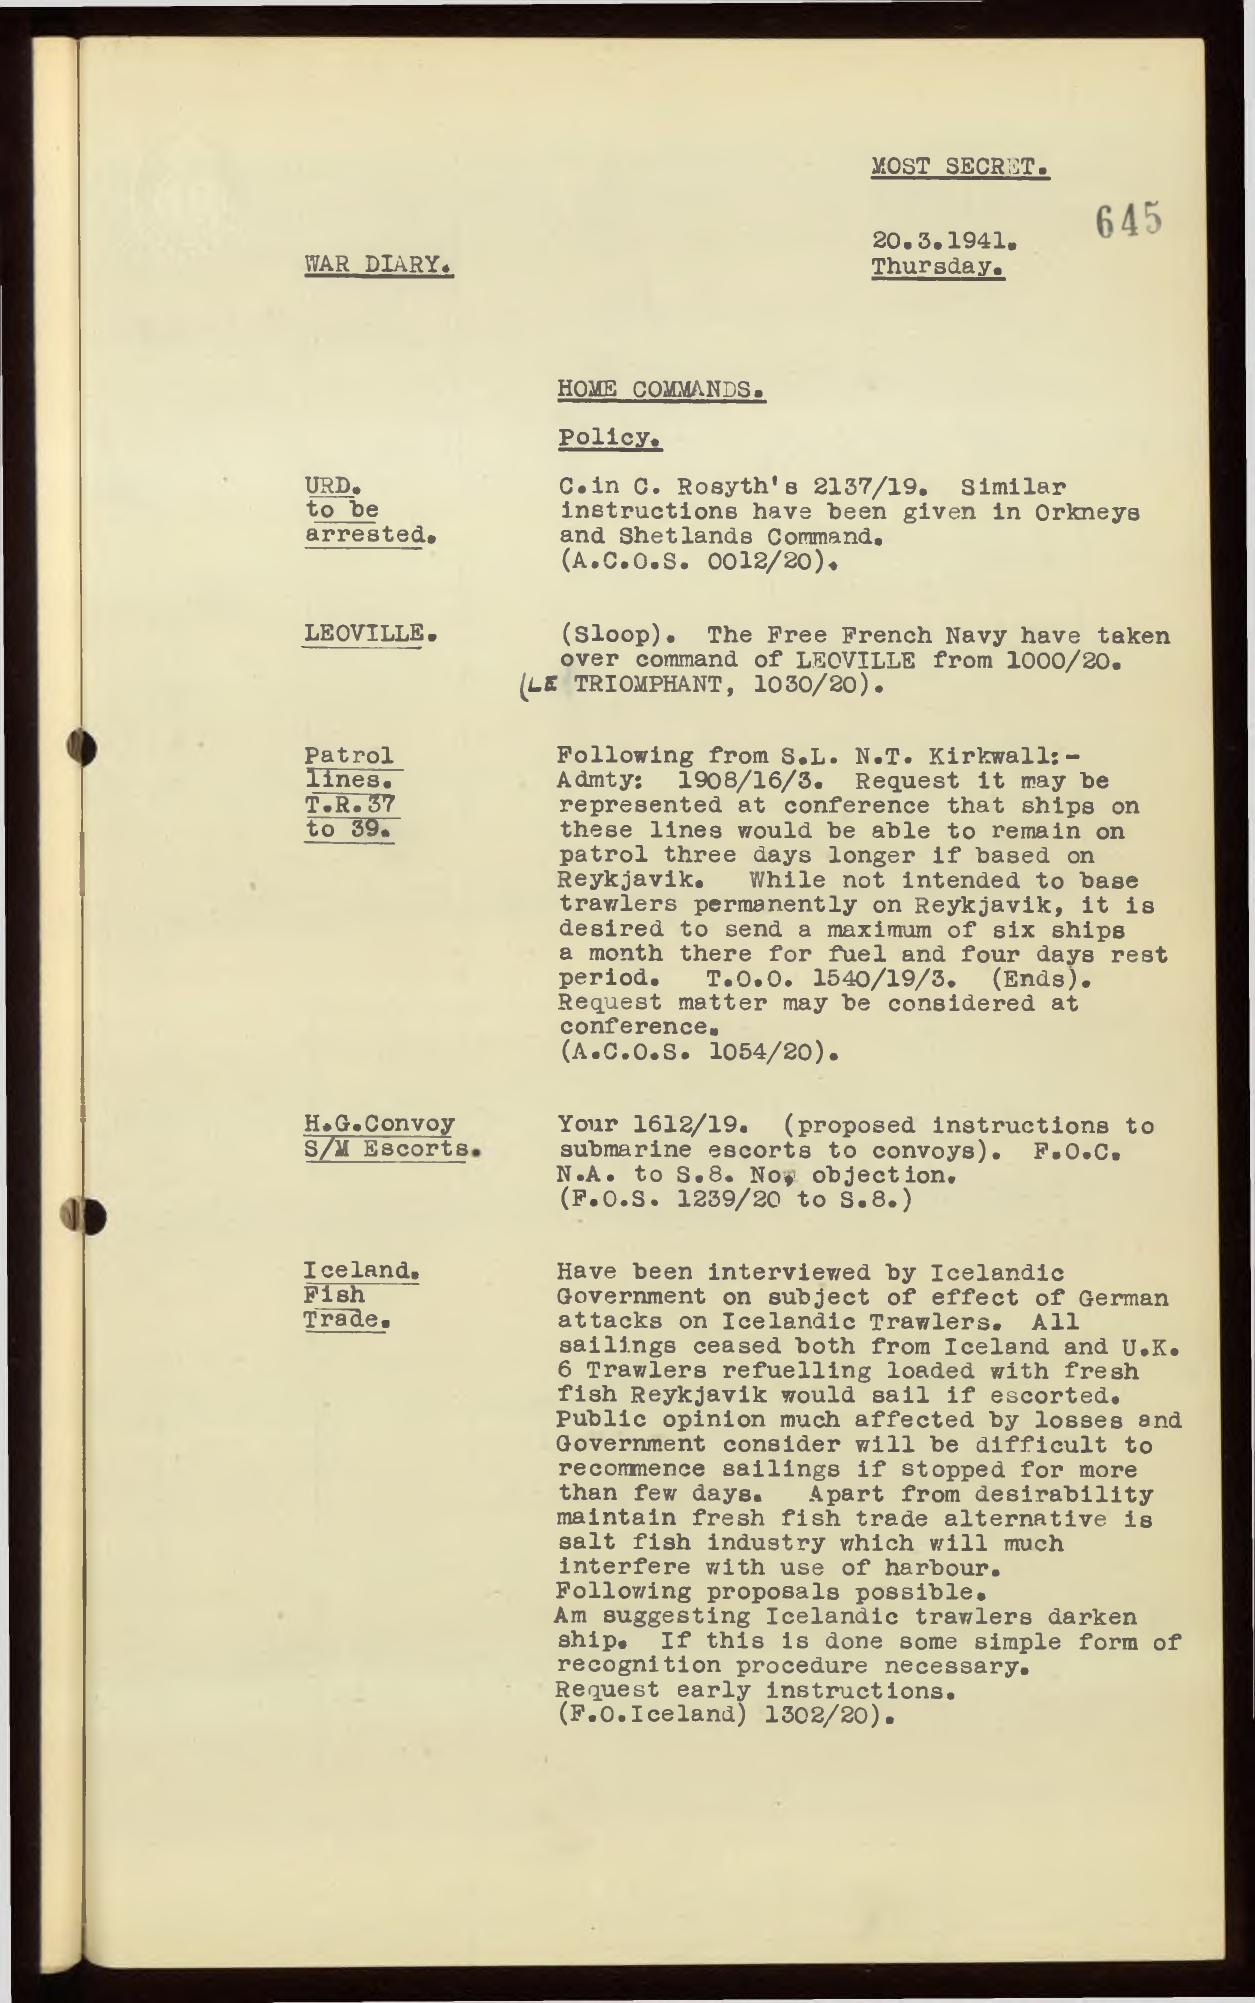 MOST SECRET.
645
20.3.1941.
WAR DIARY.
Thursday.
HOME COMMANDS.
Policy.
URD.
to be
arrested.
C.in C. Rosyth's 2137/19. Similar
instructions have been given in Orkneys
and Shetlands Command.
(A.C.O.S. 0012/20).
LEOVILLE.
(Sloop). The Free French Navy have taken
over command of LEOVILLE from 1000/20.
(LE TRIOMPHANT, 1030/20).
Patrol
lines.
T.R.37
to 39.
Following from S.L. N.T. Kirkwall:-
Admty: 1908/16/3. Request it may be
represented at conference that ships on
these lines would be able to remain on
patrol three days longer if based on
Reykjavik. While not intended to base
trawlers permanently on Reykjavik, it is
desired to send a maximum of six ships
a month there for fuel and four days rest
period. T.O.O. 1540/19/3. (Ends).
Request matter may be considered at
conference.
(A.C.O.S. 1054/20).
H.G.Convoy
S/M Escorts.
Your 1612/19. (proposed instructions to
submarine escorts to convoys). F.O.C.
N.A. to S.8. No, objection.
(F.O.S. 1239/20 to S.8.)
Iceland.
Fish
Trade.
Have been interviewed by Icelandic
Government on subject of effect of German
attacks on Icelandic Trawlers. All
sailings ceased both from Iceland and U.K.
6 Trawlers refuelling loaded with fresh
fish Reykjavik would sail if escorted.
Public opinion much affected by losses and
Government consider will be difficult to
recommence sailings if stopped for more
than few days. Apart from desirability
maintain fresh fish trade alternative is
salt fish industry which will much
interfere with use of harbour.
Following proposals possible.
Am suggesting Icelandic trawlers darken
ship. If this is done some simple form of
recognition procedure necessary.
Request early instructions.
(F.O.Iceland) 1302/20).